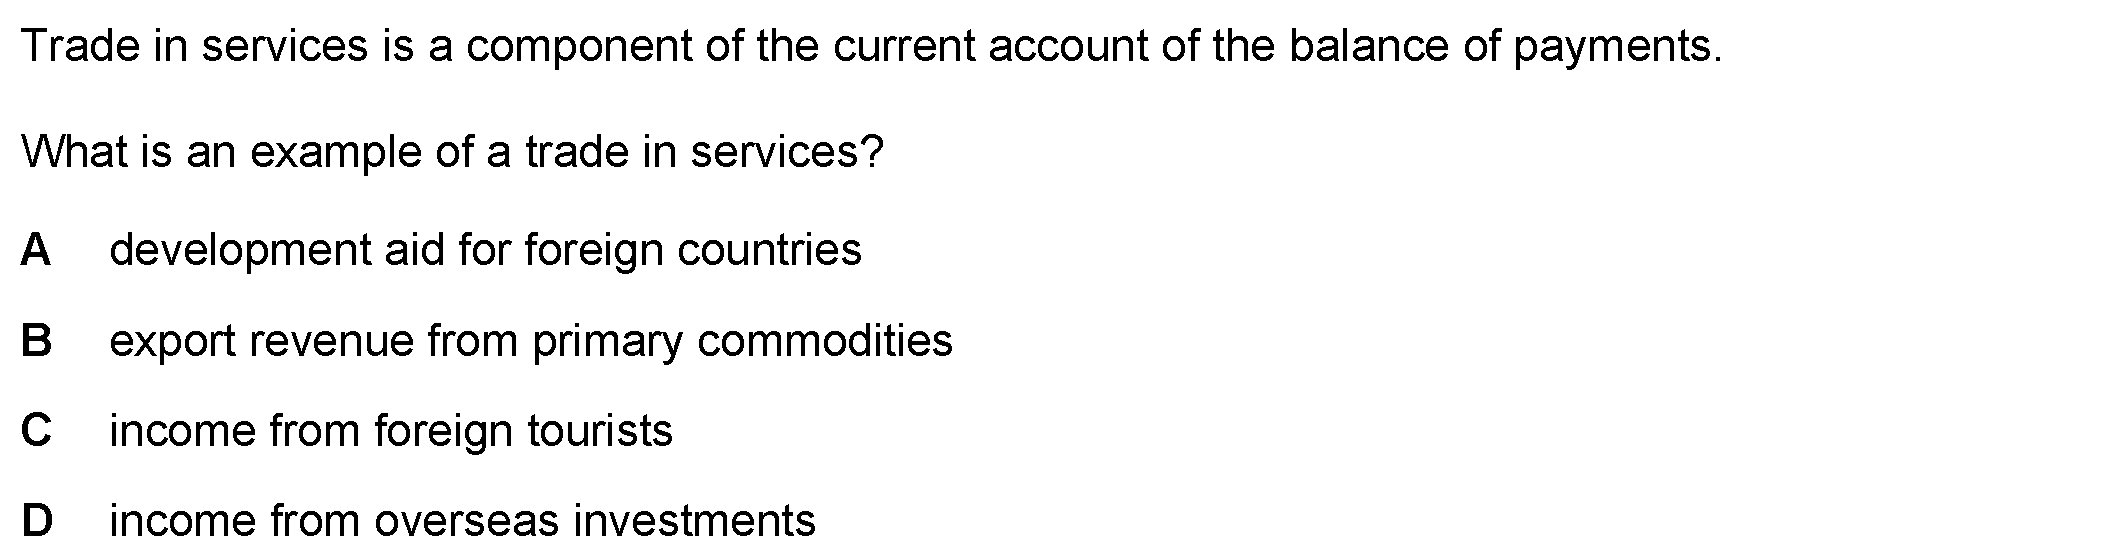 Trade in services is a component of the current account of the balance of payments.
What is an example of a trade in services?
A development aid for foreign countries
B export revenue from primary commodities
C income from foreign tourists
D income from overseas investments